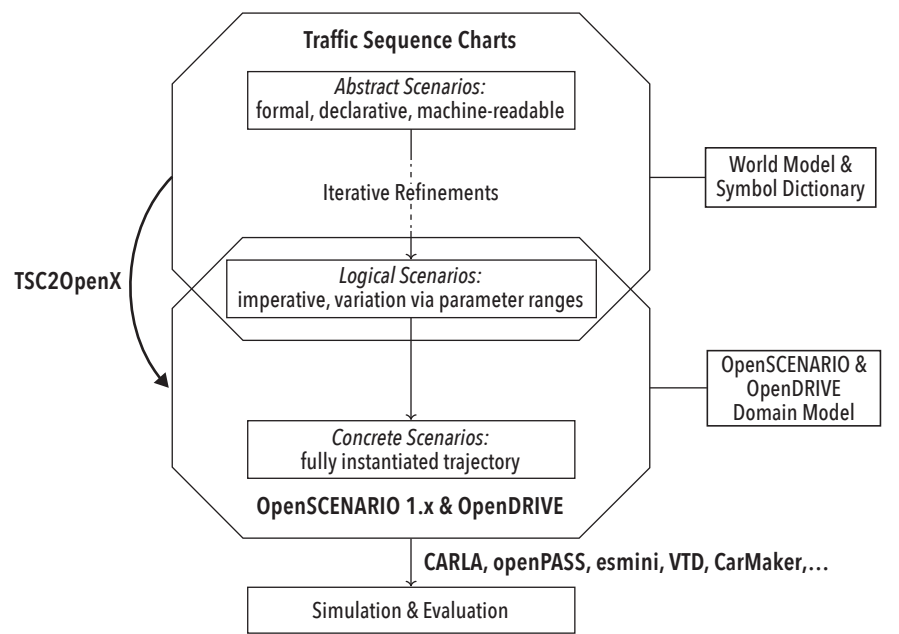 Traffic Sequence Charts
Abstract Scenarios:
formal, declarative, machine-readable
World Model &
Symbol Dictionary
Iterative Refinements
TSC2OpenX
Logical Scenarios:
imperative, variation via parameter ranges
OpenSCENARIO &
OpenDRIVE
Domain Model
Concrete Scenarios:
fully instantiated trajectory
OpenSCENARIO 1.x & OpenDRIVE
CARLA, openPASS, esmini, VTD, CarMaker,...
Simulation & Evaluation